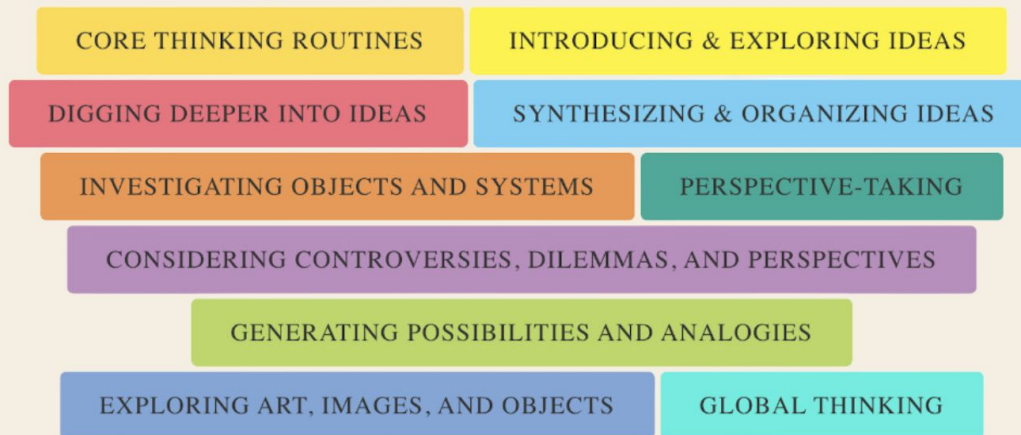 CORE THINKING ROUTINES
INTRODUCING & EXPLORING IDEAS
DIGGING DEEPER INTO IDEAS
SYNTHESIZING & ORGANIZING IDEAS
INVESTIGATING OBJECTS AND SYSTEMS
PERSPECTIVE-TAKING
CONSIDERING CONTROVERSIES, DILEMMAS, AND PERSPECTIVES
GENERATING POSSIBILITIES AND ANALOGIES
EXPLORING ART, IMAGES, AND OBJECTS
GLOBAL THINKING